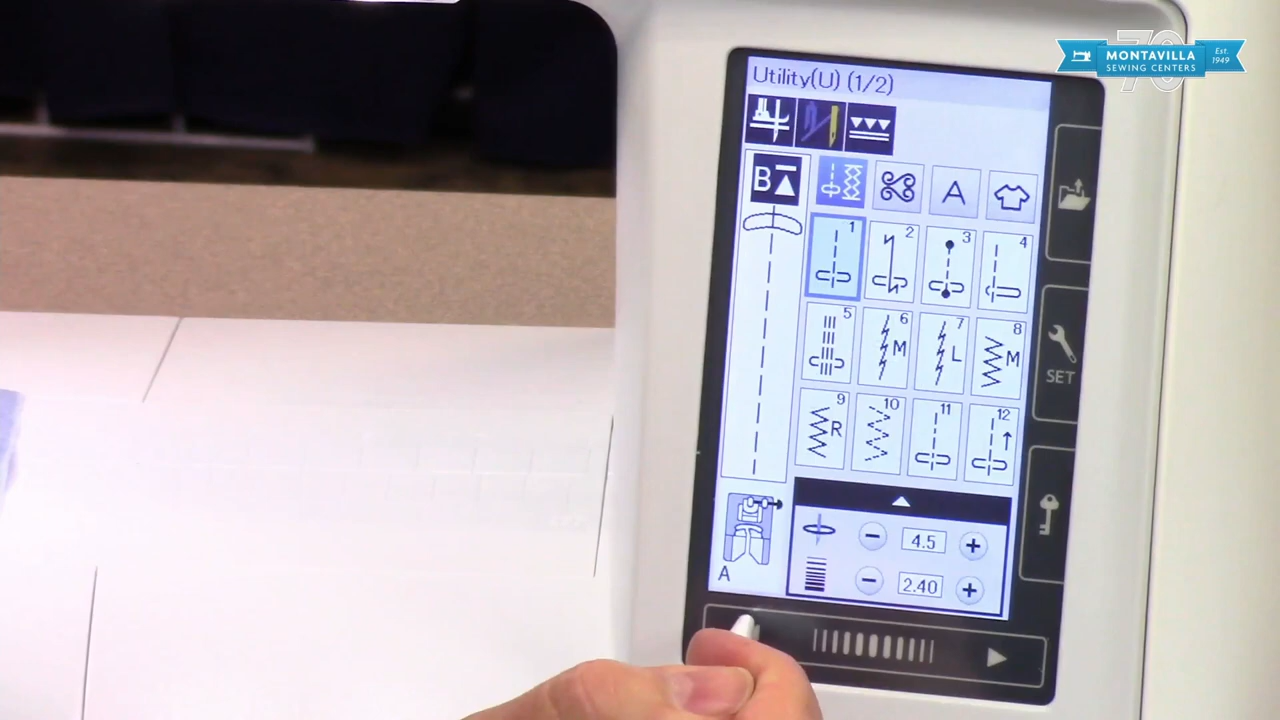 70
MONTAVILLA
SEWING CENTERS
Est.
1949
Utility(U) (1/2)
B
A
1
2
3
4
5
6
M
7
L
8
M
9
R
10
11
12
SET
4.5
2.40
A